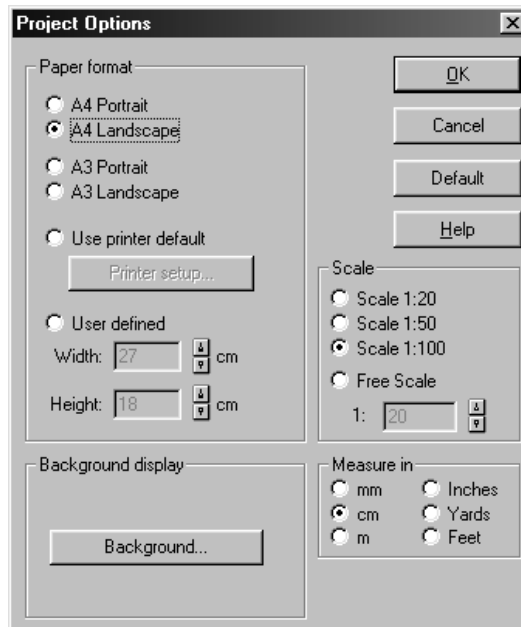 Project Options
Paper format
A4 Portrait
A4 Landscape
A3 Portrait
A3 Landscape
Use printer default
Printer setup...
User defined
Width: 27 cm
Height: 18 cm
OK
Cancel
Default
Help
Scale
Scale 1:20
Scale 1:50
Scale 1:100
Free Scale
1: 20
Background display
Background...
Measure in
mm Inches
cm Yards
m Feet